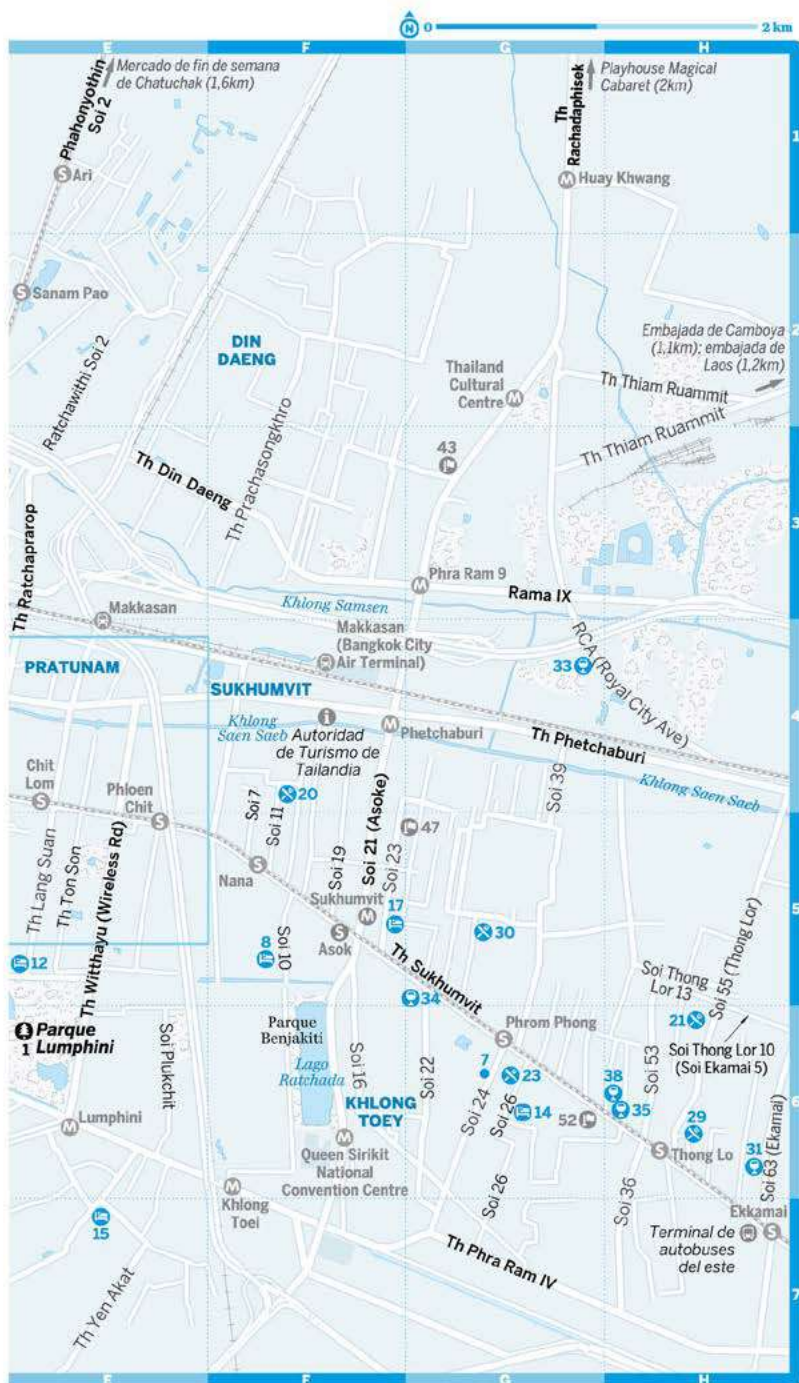 N
0
2 km
E
F
G
H
Mercado de fin de semana
de Chatuchak (1,6km)
Phahonyothin
Soi 2
Playhouse Magical
Cabaret (2km)
Th
Rachadaphisek
1
Ari
Huay Khwang
Sanam Pao
DIN
DAENG
2
Embajada de Camboya
(1,1km); embajada de
Laos (1,2km)
Ratchawithi Soi 2
Thailand
Cultural
Centre
Th Thiam Ruammit
Th Thiam Ruammit
Th Prachasongkhro
43
Th Din Daeng
3
Th Ratchaprarop
Phra Ram 9
Rama IX
Khlong Samsen
Makkasan
Makkasan
(Bangkok City
Air Terminal)
RCA (Royal City Ave)
PRATUNAM
33
SUKHUMVIT
4
Khlong
Saen Saeb
Autoridad
de Turismo de
Tailandia
Phetchaburi
Th Phetchaburi
Chit
Lom
Phloen
Chit
Soi 39
Khlong Saen Saeb
Soi 7
Soi 11
20
47
Th Lang Suan
Th Ton Son
Th Witthayu (Wireless Rd)
Nana
Soi 19
Soi 21 (Asoke)
Soi 23
Sukhumvit
17
5
8
Soi 10
Asok
30
Th Sukhumvit
Soi 55 (Thong Lor)
12
Soi Thong
Lor 13
34
Parque
1 Lumphini
Parque
Benjakiti
Phrom Phong
21
Soi Thong Lor 10
(Soi Ekamai 5)
Soi Plukchit
Lago
Ratchada
Soi 16
Soi 22
7
23
Soi 53
38
6
KHLONG
TOEY
Soi 24
Soi 26
14
52
35
29
Lumphini
Queen Sirikit
National
Convention Centre
Thong Lo
31
Soi 63 (Ekamai)
Khlong
Toei
Soi 26
Soi 36
Ekkamai
15
Terminal de
autobuses
del este
Th Phra Ram IV
7
Th Yen Akat
E
F
G
H